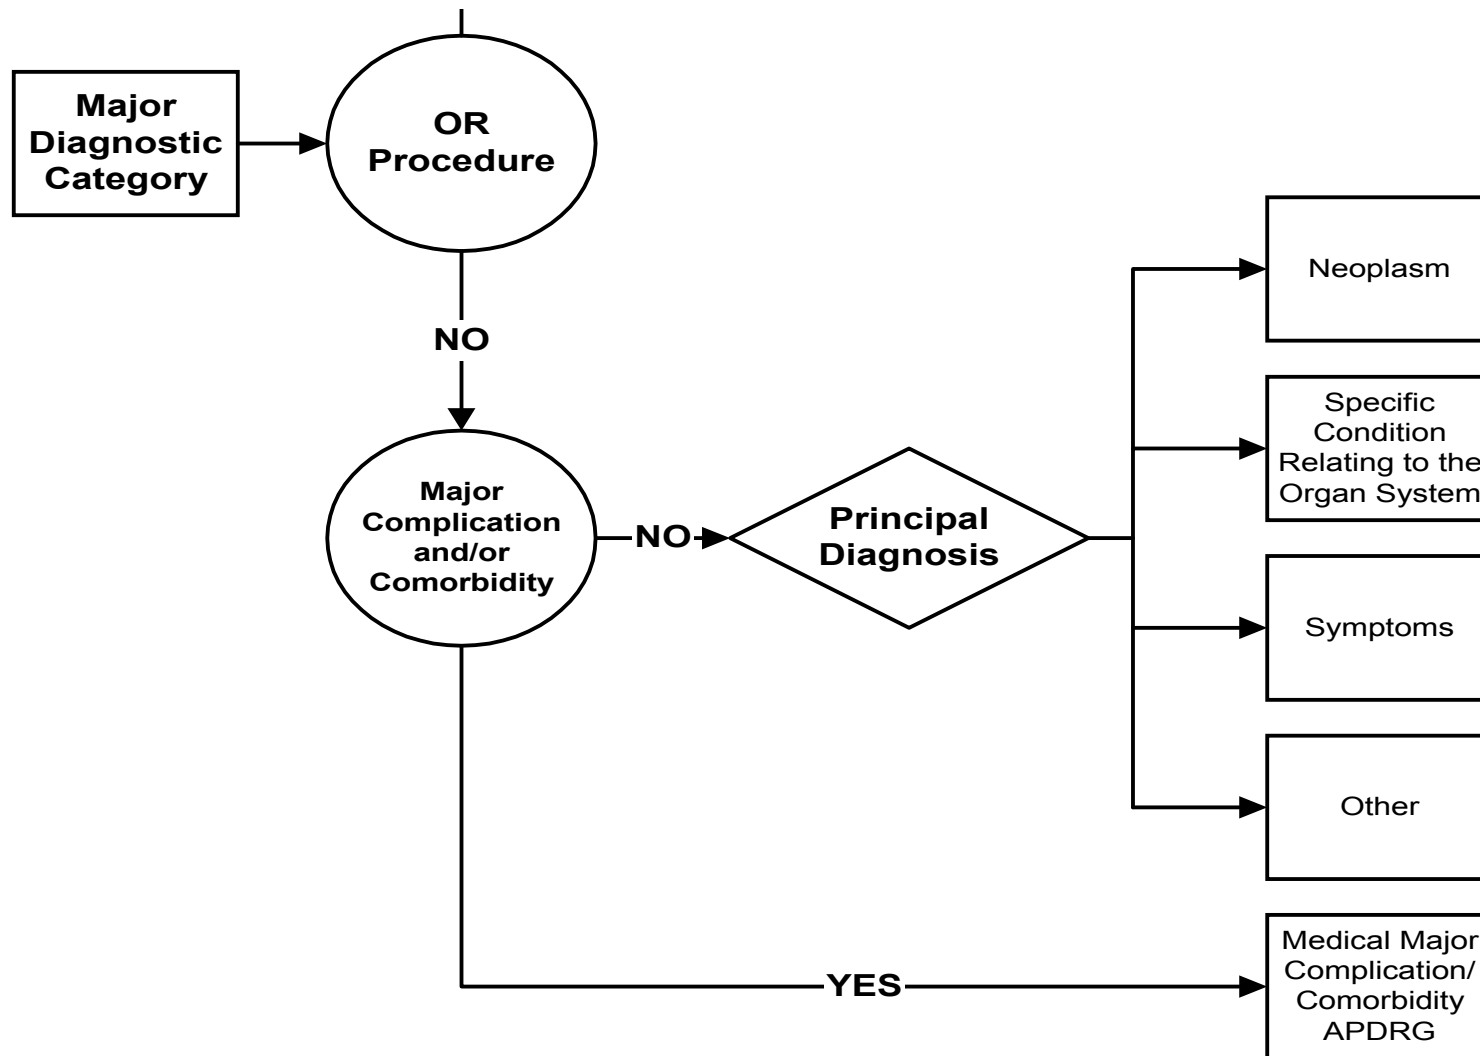 Major
Diagnostic
Category
OR
Procedure
NO
Major
Complication
and/or
Comorbidity
NO
Principal
Diagnosis
Neoplasm
Specific
Condition
Relating to the
Organ System
Symptoms
Other
YES
Medical Major
Complication/
Comorbidity
APDRG